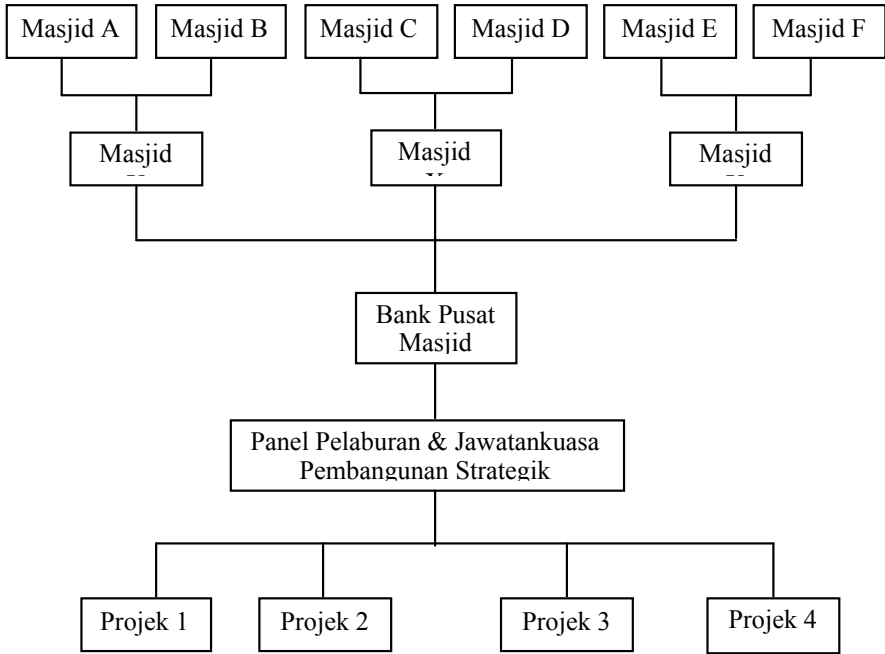 Masjid A
Masjid B
Masjid C
Masjid D
Masjid E
Masjid F
Masjid
Masjid
Masjid
Bank Pusat
Masjid
Panel Pelaburan & Jawatankuasa
Pembangunan Strategik
Projek 1
Projek 2
Projek 3
Projek 4